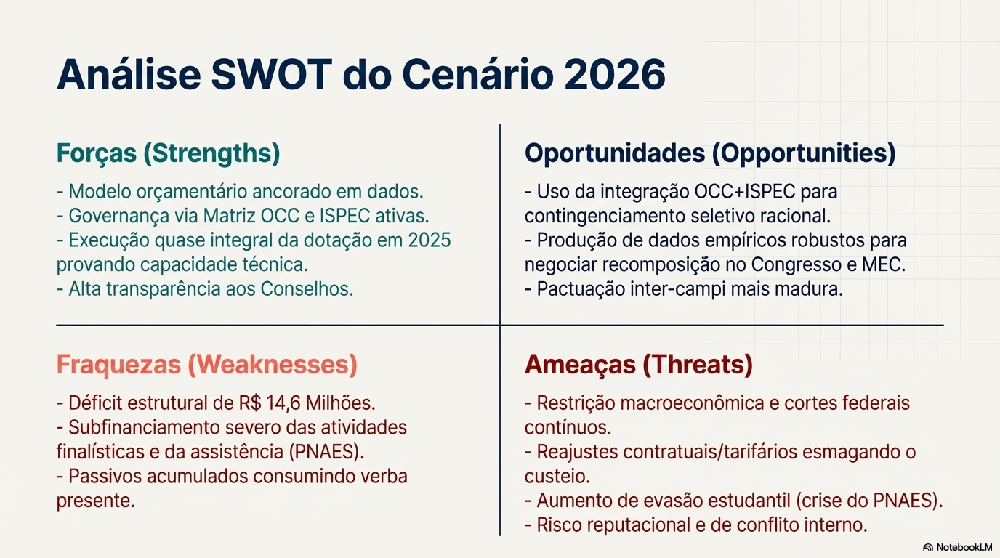 Análise SWOT do Cenário 2026
Forças (Strengths)
- Modelo orçamentário ancorado em dados.
- Governança via Matriz OCC e ISPEC ativas.
- Execução quase integral da dotação em 2025
provando capacidade técnica.
- Alta transparência aos Conselhos.
Oportunidades (Opportunities)
- Uso da integração OCC+ISPEC para
contingenciamento seletivo racional.
- Produção de dados empíricos robustos para
negociar recomposição no Congresso e MEC.
- Pactuação inter-campi mais madura.
Fraquezas (Weaknesses)
- Déficit estrutural de R$ 14,6 Milhões.
- Subfinanciamento severo das atividades
finalísticas e da assistência (PNAES).
- Passivos acumulados consumindo verba
presente.
Ameaças (Threats)
- Restrição macroeconômica e cortes federais
contínuos.
- Reajustes contratuais/tarifários esmagando o
custeio.
- Aumento de evasão estudantil (crise do PNAES).
- Risco reputacional e de conflito interno.
NotebookLM